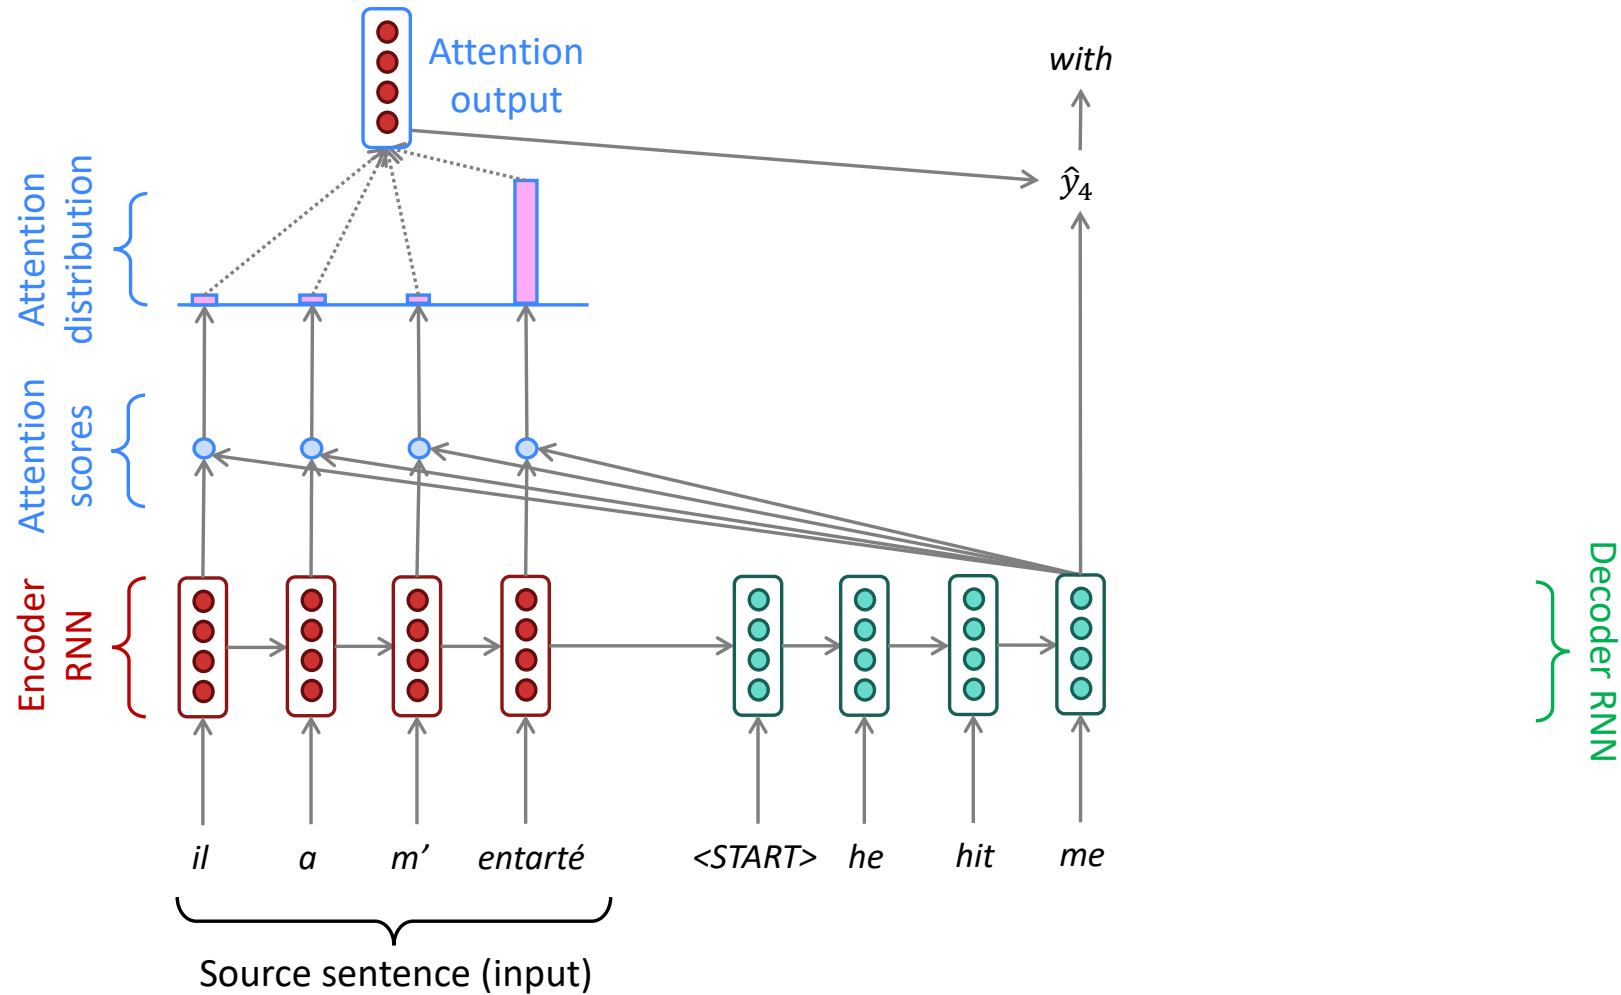 Attention
output
with
Attention
distribution
ŷ₄
Attention
scores
Encoder
RNN
Decoder RNN
il a m’ entarté <START> he hit me
Source sentence (input)